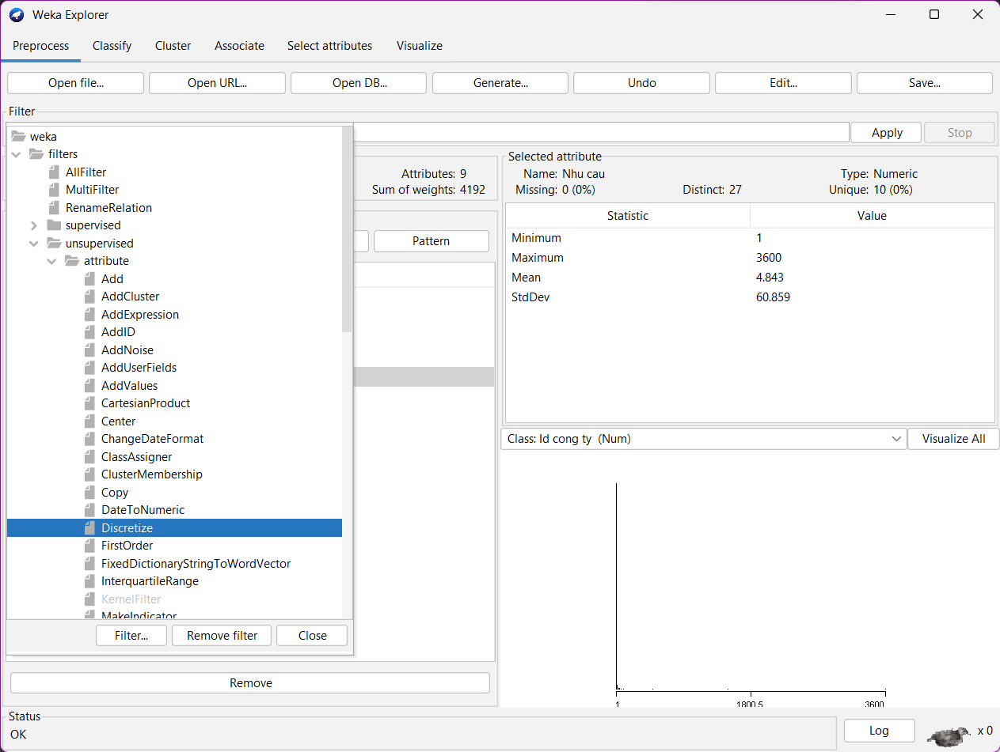 Weka Explorer
Preprocess Classify Cluster Associate Select attributes Visualize
Open file... Open URL... Open DB... Generate... Undo Edit... Save...
Filter
Apply Stop
weka
filters
AllFilter
MultiFilter
RenameRelation
supervised
unsupervised
attribute
Add
AddCluster
AddExpression
AddID
AddNoise
AddUserFields
AddValues
CartesianProduct
Center
ChangeDateFormat
ClassAssigner
ClusterMembership
Copy
DateToNumeric
Discretize
FirstOrder
FixedDictionaryStringToWordVector
InterquartileRange
KernelFilter
MakeIndicator
Filter... Remove filter Close
Attributes: 9
Sum of weights: 4192
Pattern
Remove
Selected attribute
Name: Nhu cau Type: Numeric
Missing: 0 (0%) Distinct: 27 Unique: 10 (0%)
Statistic Value
Minimum 1
Maximum 3600
Mean 4.843
StdDev 60.859
Class: Id cong ty (Num) Visualize All
1 1800.5 3600
Status
OK
Log x 0